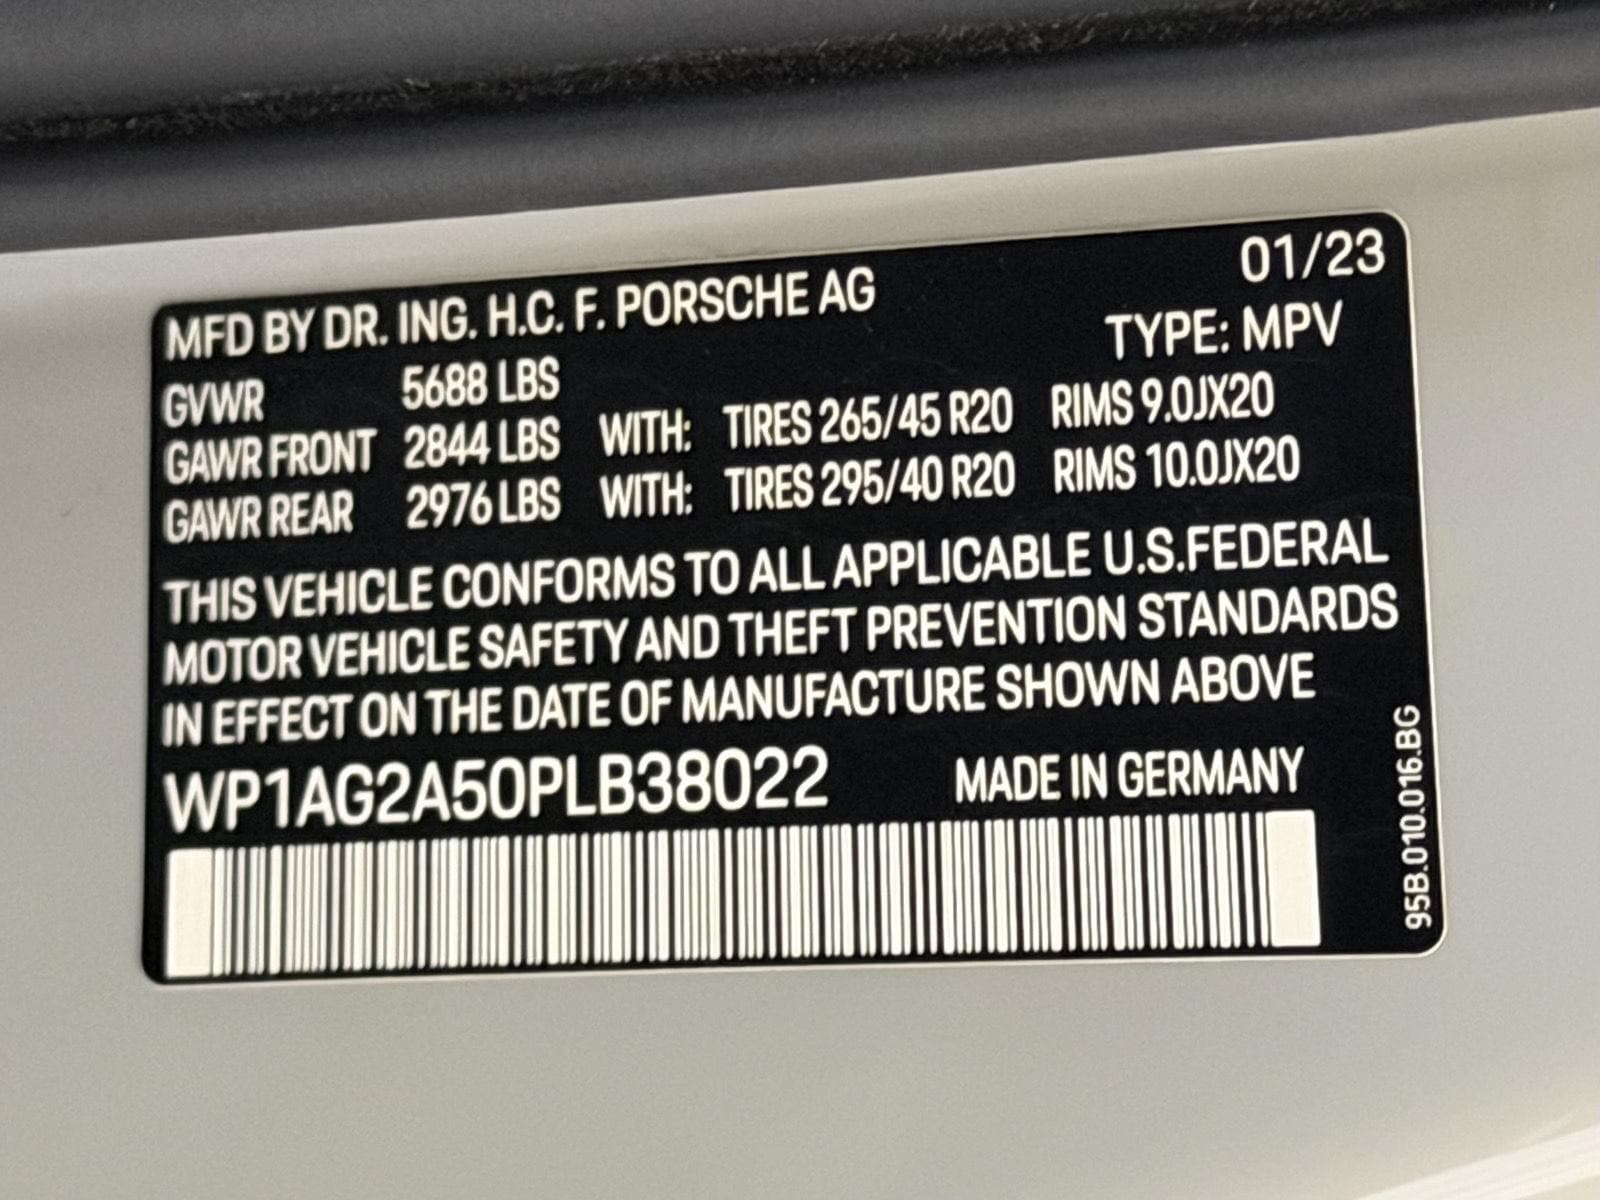 01/23
MFD BY DR. ING. H.C. F. PORSCHE AG
TYPE: MPV
GVWR 5688 LBS
GAWR FRONT 2844 LBS WITH: TIRES 265/45 R20 RIMS 9.0JX20
GAWR REAR 2976 LBS WITH: TIRES 295/40 R20 RIMS 10.0JX20
THIS VEHICLE CONFORMS TO ALL APPLICABLE U.S.FEDERAL
MOTOR VEHICLE SAFETY AND THEFT PREVENTION STANDARDS
IN EFFECT ON THE DATE OF MANUFACTURE SHOWN ABOVE
WP1AG2A50PLB38022 MADE IN GERMANY
95B.010.016.BG